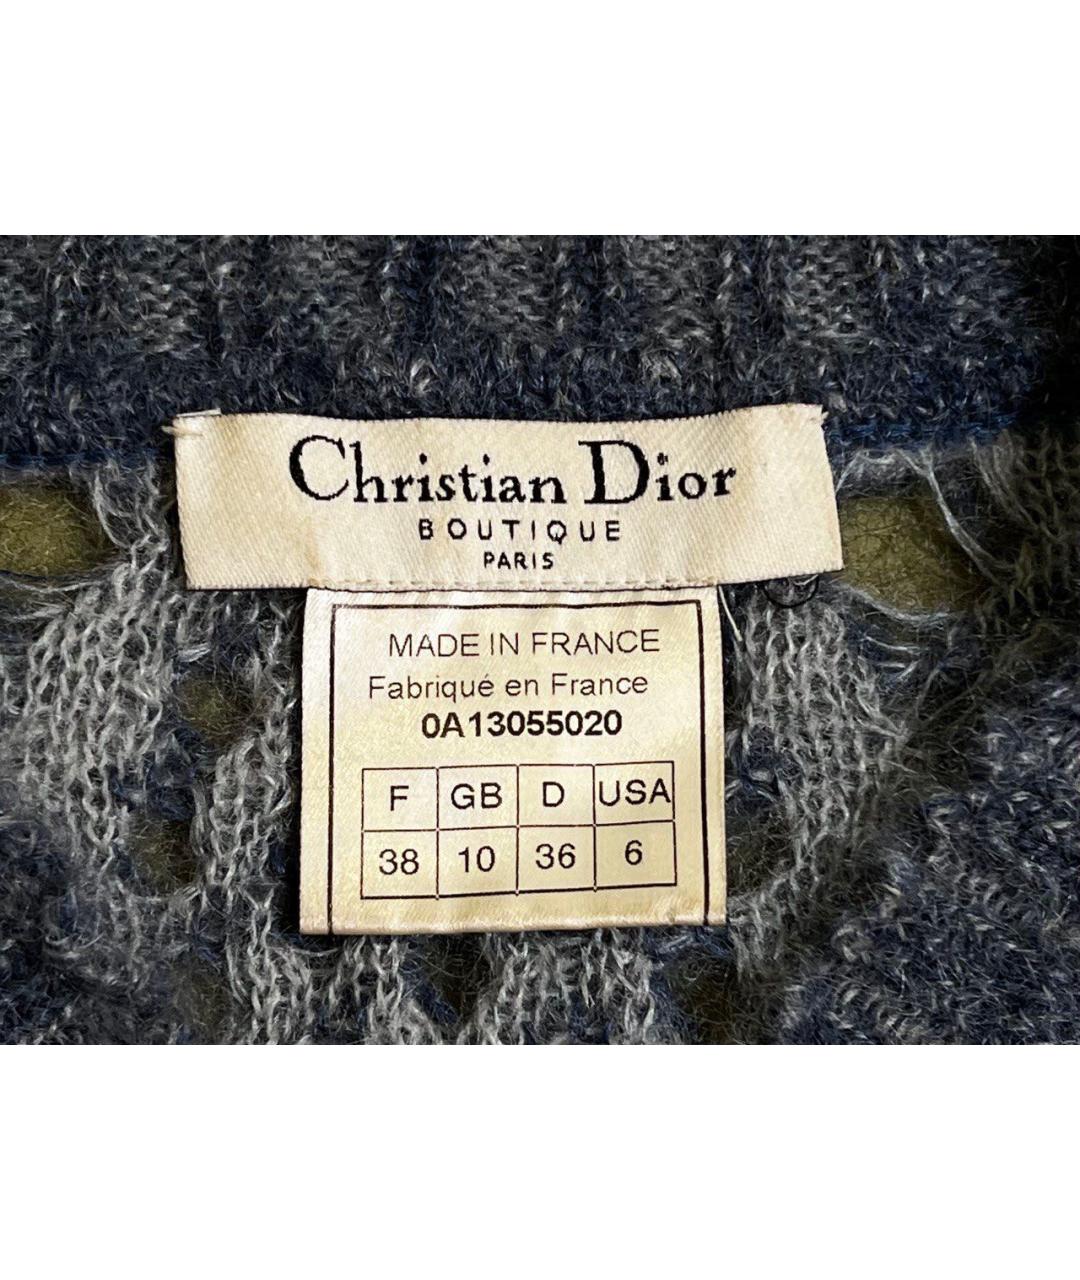 Christian Dior
BOUTIQUE
PARIS
MADE IN FRANCE
Fabriqué en France
0A13055020
F GB D USA
38 10 36 6